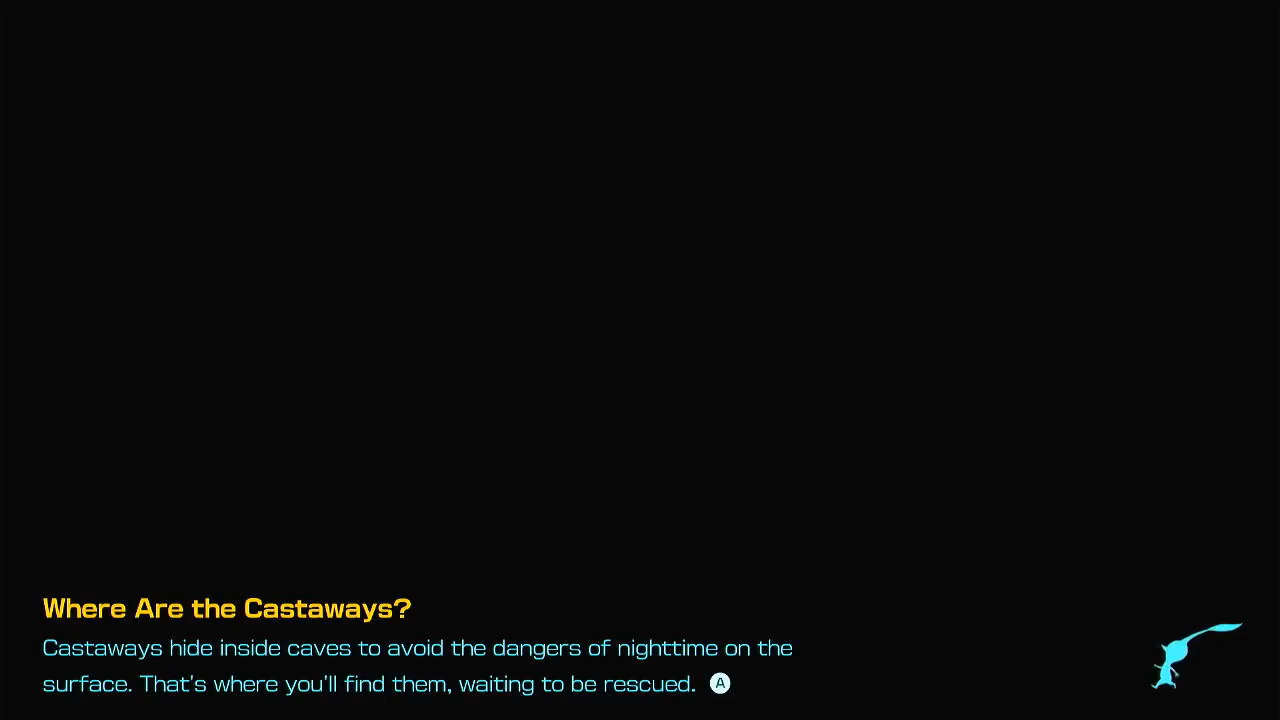 Where Are the Castaways?
Castaways hide inside caves to avoid the dangers of nighttime on the
surface. That's where you'll find them, waiting to be rescued. A